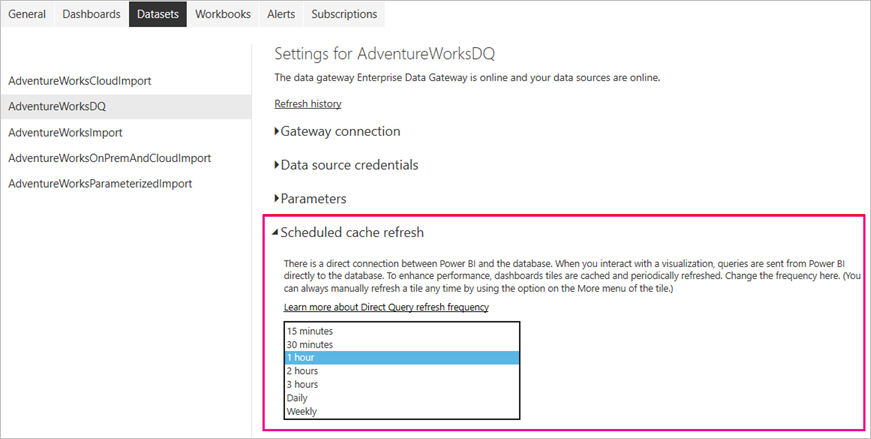 General Dashboards Datasets Workbooks Alerts Subscriptions
Settings for AdventureWorksDQ
The data gateway Enterprise Data Gateway is online and your data sources are online.
AdventureWorksCloudImport
AdventureWorksDQ
AdventureWorksImport
AdventureWorksOnPremAndCloudImport
AdventureWorksParameterizedImport
Refresh history
Gateway connection
Data source credentials
Parameters
Scheduled cache refresh
There is a direct connection between Power BI and the database. When you interact with a visualization, queries are sent from Power BI
directly to the database. To enhance performance, dashboards tiles are cached and periodically refreshed. Change the frequency here. (You
can always manually refresh a tile any time by using the option on the More menu of the tile.)
Learn more about Direct Query refresh frequency
15 minutes
30 minutes
1 hour
2 hours
3 hours
Daily
Weekly